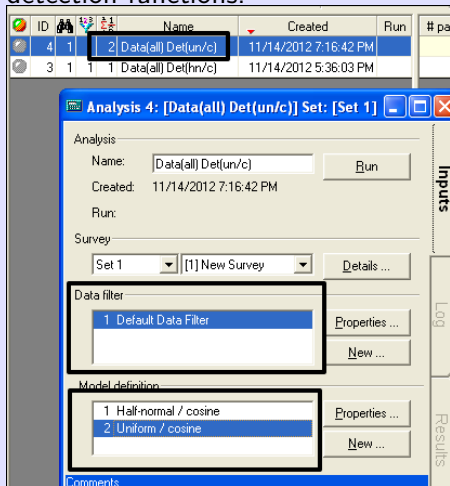 detection functions.
ID Name Created Run # pa
4 1 2 Data(all) Det(un/c) 11/14/2012 7:16:42 PM
3 1 1 1 Data(all) Det(hn/c) 11/14/2012 5:36:03 PM
Analysis 4: [Data(all) Det(un/c)] Set: [Set 1]
Analysis
Name: Data(all) Det(un/c) Run
Created: 11/14/2012 7:16:42 PM
Run:
Survey
Set 1 [1] New Survey Details ...
Data filter
1 Default Data Filter Properties ...
New ...
Model definition
1 Half-normal / cosine Properties ...
2 Uniform / cosine
New ...
Comments
Inputs
Log
Results